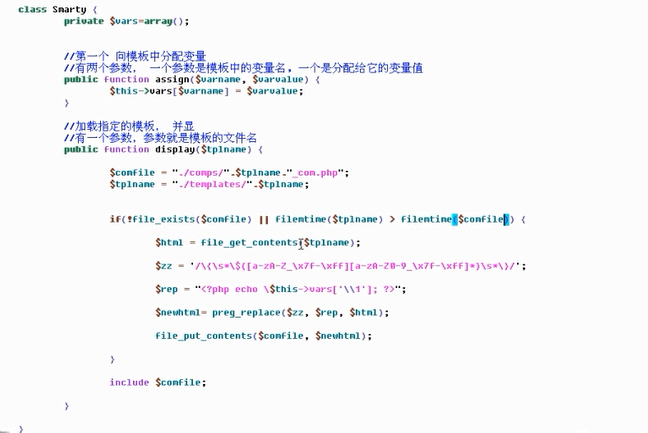 class Smarty {
private $vars=array();
//第一个 向模板中分配变量
//有两个参数， 一个参数是模板中的变量名，一个是分配给它的变量值
public function assign($varname, $varvalue) {
$this->vars[$varname] = $varvalue;
}
//加载指定的模板， 并显
//有一个参数，参数就是模板的文件名
public function display($tplname) {
$comfile = "./comps/".$tplname."_com.php";
$tplname = "./templates/".$tplname;
if(!file_exists($comfile) || filemtime($tplname) > filemtime($comfile)) {
$html = file_get_contents($tplname);
$zz = '/\{\s*\$([a-zA-Z_\x7f-\xff][a-zA-Z0-9_\x7f-\xff]*)\s*\}/';
$rep = "<?php echo \$this->vars['\\1']; ?>";
$newhtml= preg_replace($zz, $rep, $html);
file_put_contents($comfile, $newhtml);
}
include $comfile;
}
}